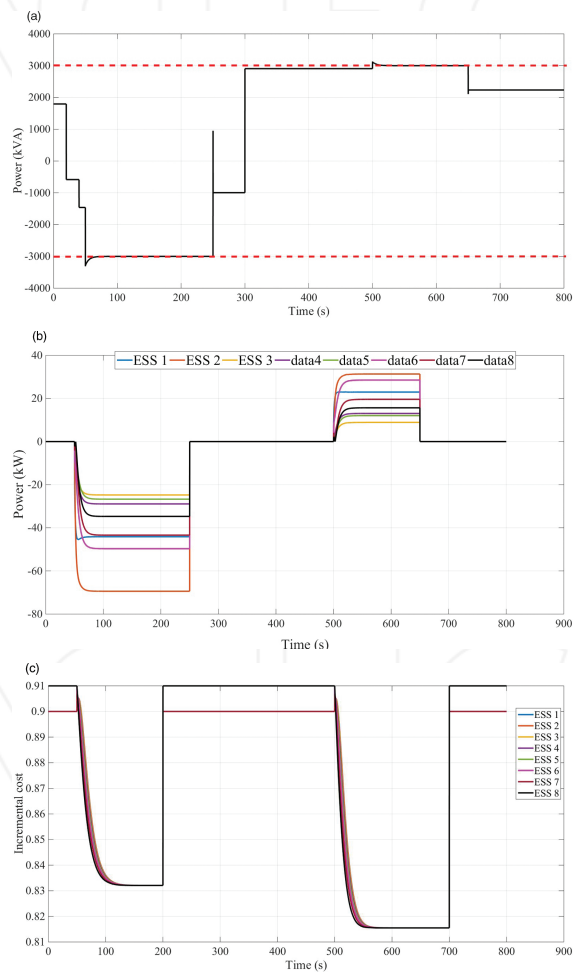 (a)
4000
3000
2000
1000
0
-1000
-2000
-3000
-4000
Power (kVA)
0 100 200 300 400 500 600 700 800
Time (s)
(b)
ESS 1 ESS 2 ESS 3 data4 data5 data6 data7 data8
40
20
0
-20
-40
-60
-80
Power (kW)
0 100 200 300 400 500 600 700 800 900
Time (s)
(c)
0.91
0.9
0.89
0.88
0.87
0.86
0.85
0.84
0.83
0.82
0.81
Incremental cost
ESS 1
ESS 2
ESS 3
ESS 4
ESS 5
ESS 6
ESS 7
ESS 8
0 100 200 300 400 500 600 700 800 900
Time (s)